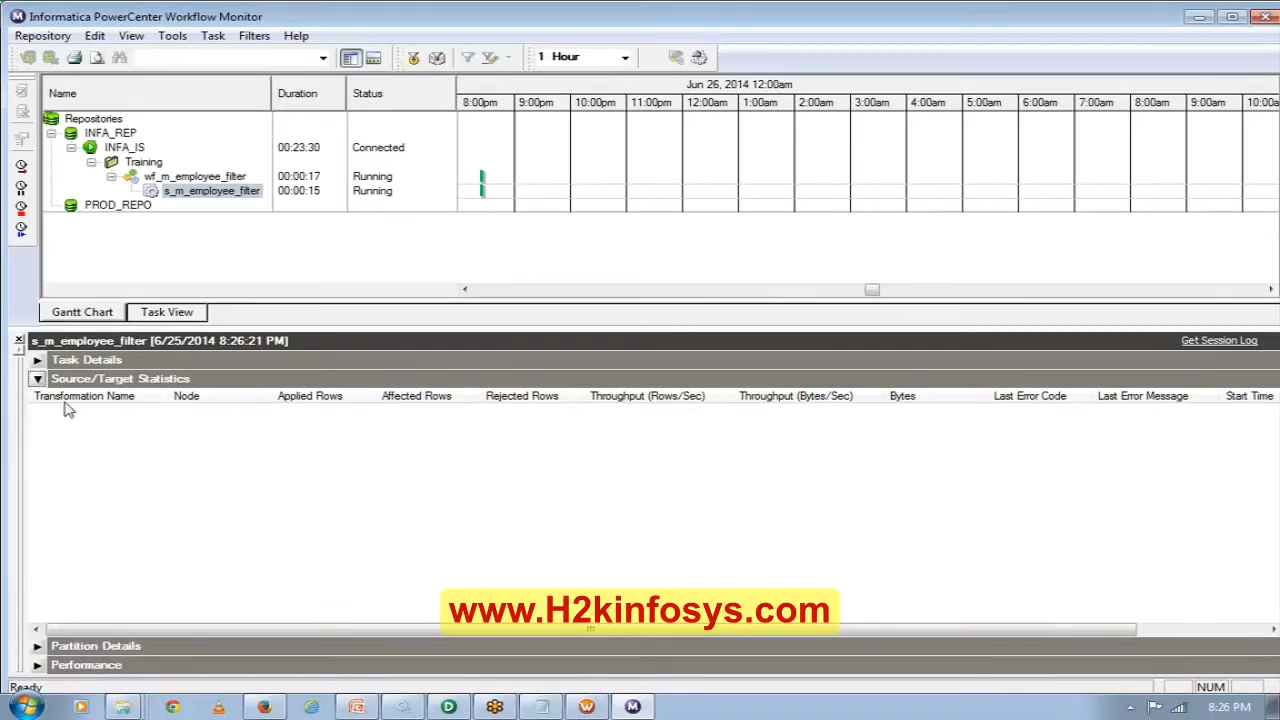 Informatica PowerCenter Workflow Monitor
Repository Edit View Tools Task Filters Help
1 Hour
Name Duration Status
Jun 26, 2014 12:00am
8:00pm 9:00pm 10:00pm 11:00pm 12:00am 1:00am 2:00am 3:00am 4:00am 5:00am 6:00am 7:00am 8:00am 9:00am 10:00a
Repositories
INFA_REP
INFA_IS 00:23:30 Connected
Training
wf_m_employee_filter 00:00:17 Running
s_m_employee_filter 00:00:15 Running
PROD_REPO
Gantt Chart Task View
s_m_employee_filter [6/25/2014 8:26:21 PM] Get Session Log
Task Details
Source/Target Statistics
Transformation Name Node Applied Rows Affected Rows Rejected Rows Throughput (Rows/Sec) Throughput (Bytes/Sec) Bytes Last Error Code Last Error Message Start Time
www.H2kinfosys.com
Partition Details
Performance
Ready NUM
8:26 PM